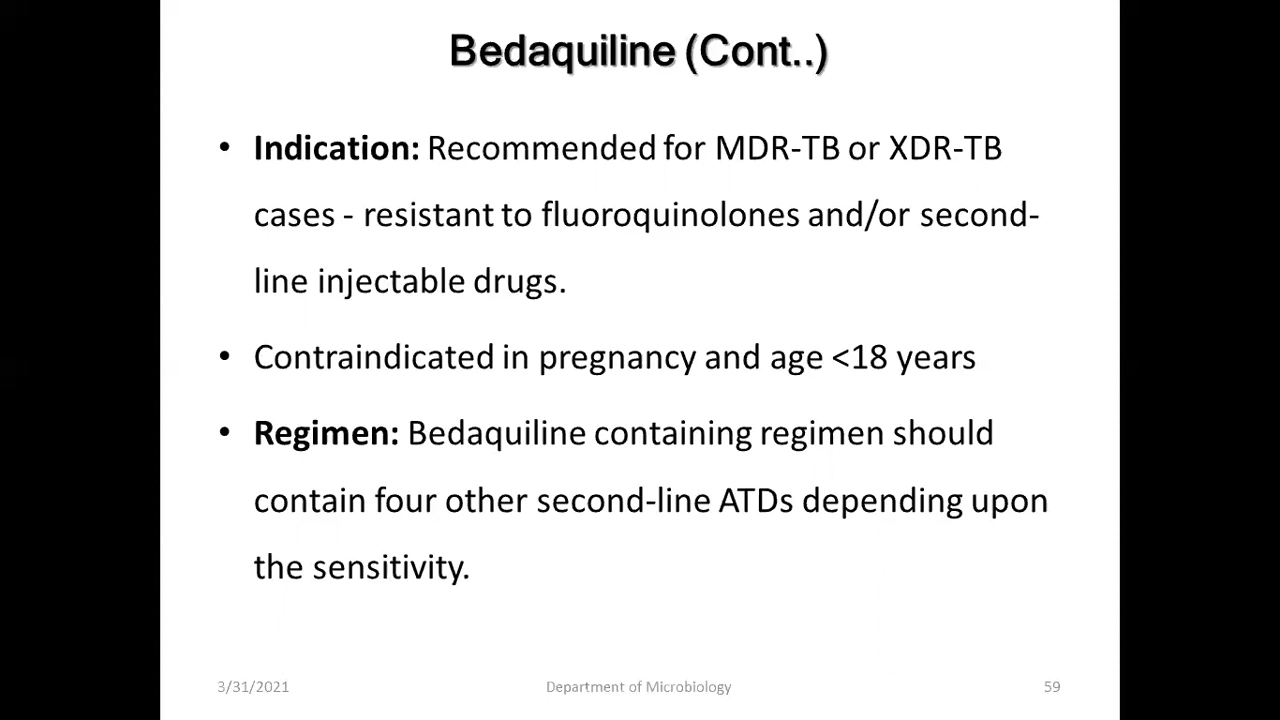 Bedaquiline (Cont..)
• Indication: Recommended for MDR-TB or XDR-TB
cases - resistant to fluoroquinolones and/or second-
line injectable drugs.
• Contraindicated in pregnancy and age <18 years
• Regimen: Bedaquiline containing regimen should
contain four other second-line ATDs depending upon
the sensitivity.
3/31/2021 Department of Microbiology 59